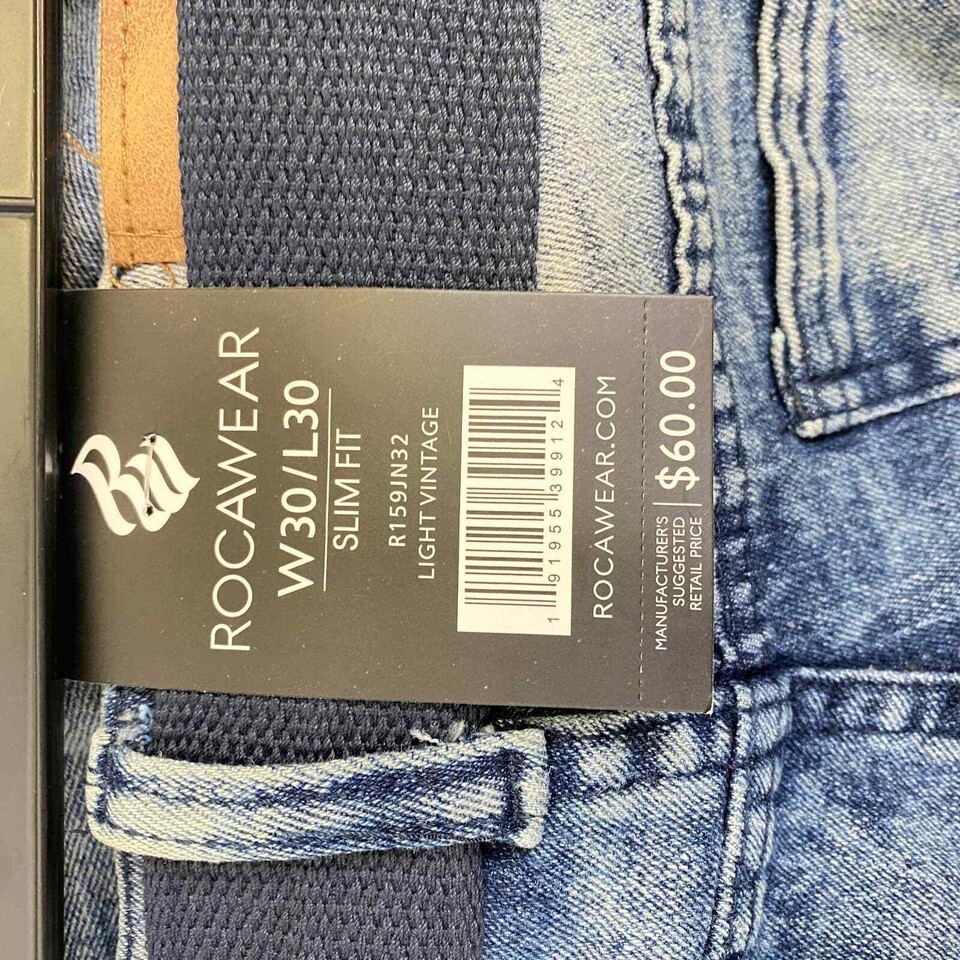 ROCAWEAR
W30/L30
SLIM FIT
R159JN32
LIGHT VINTAGE
1 91955 39912 4
ROCAWEAR.COM
MANUFACTURER'S
SUGGESTED
RETAIL PRICE
$60.00